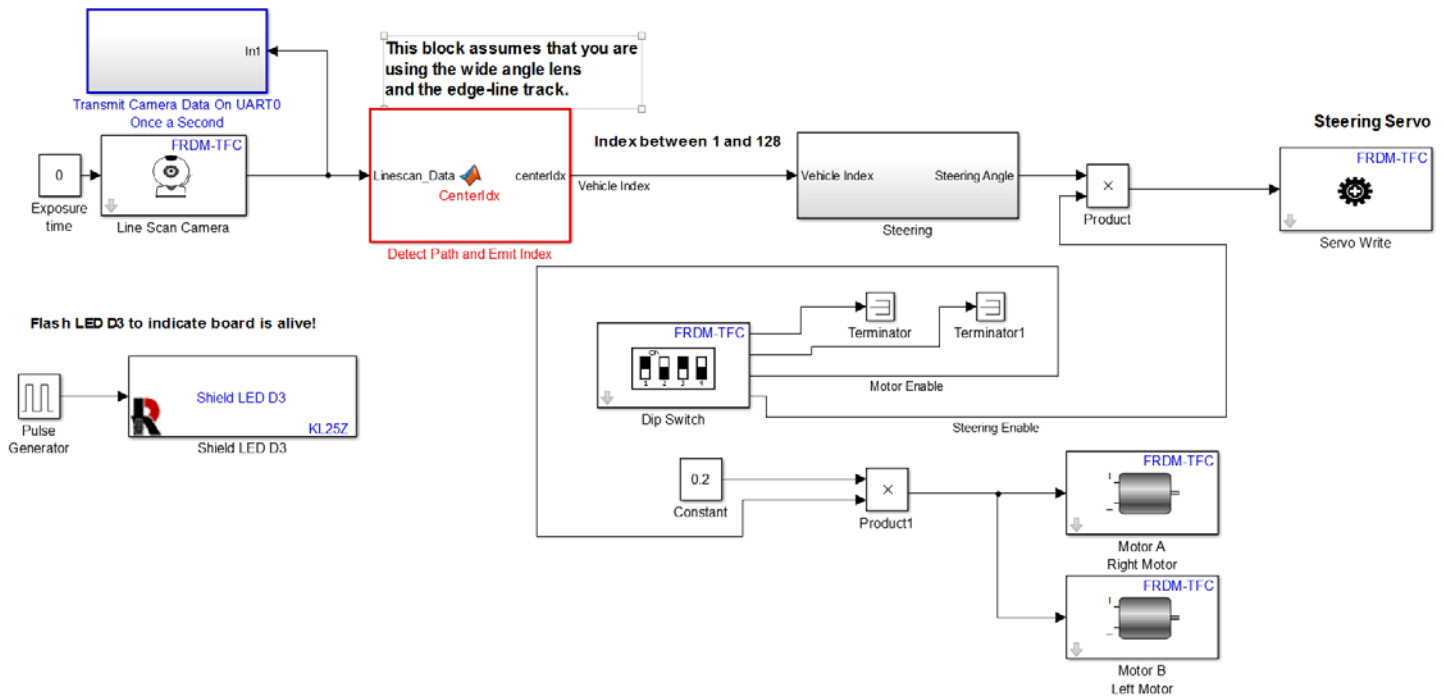 In1
Transmit Camera Data On UART0
Once a Second
This block assumes that you are
using the wide angle lens
and the edge-line track.
0
Exposure
time
FRDM-TFC
Line Scan Camera
Linescan_Data
centerIdx
CenterIdx
Detect Path and Emit Index
Index between 1 and 128
Vehicle Index
Vehicle Index
Steering Angle
Steering
×
Product
Steering Servo
FRDM-TFC
Servo Write
Flash LED D3 to indicate board is alive!
Pulse
Generator
Shield LED D3
KL25Z
Shield LED D3
FRDM-TFC
ON
1 2 3 4
Dip Switch
Terminator
Terminator1
Motor Enable
Steering Enable
0.2
Constant
×
Product1
FRDM-TFC
Motor A
Right Motor
FRDM-TFC
Motor B
Left Motor